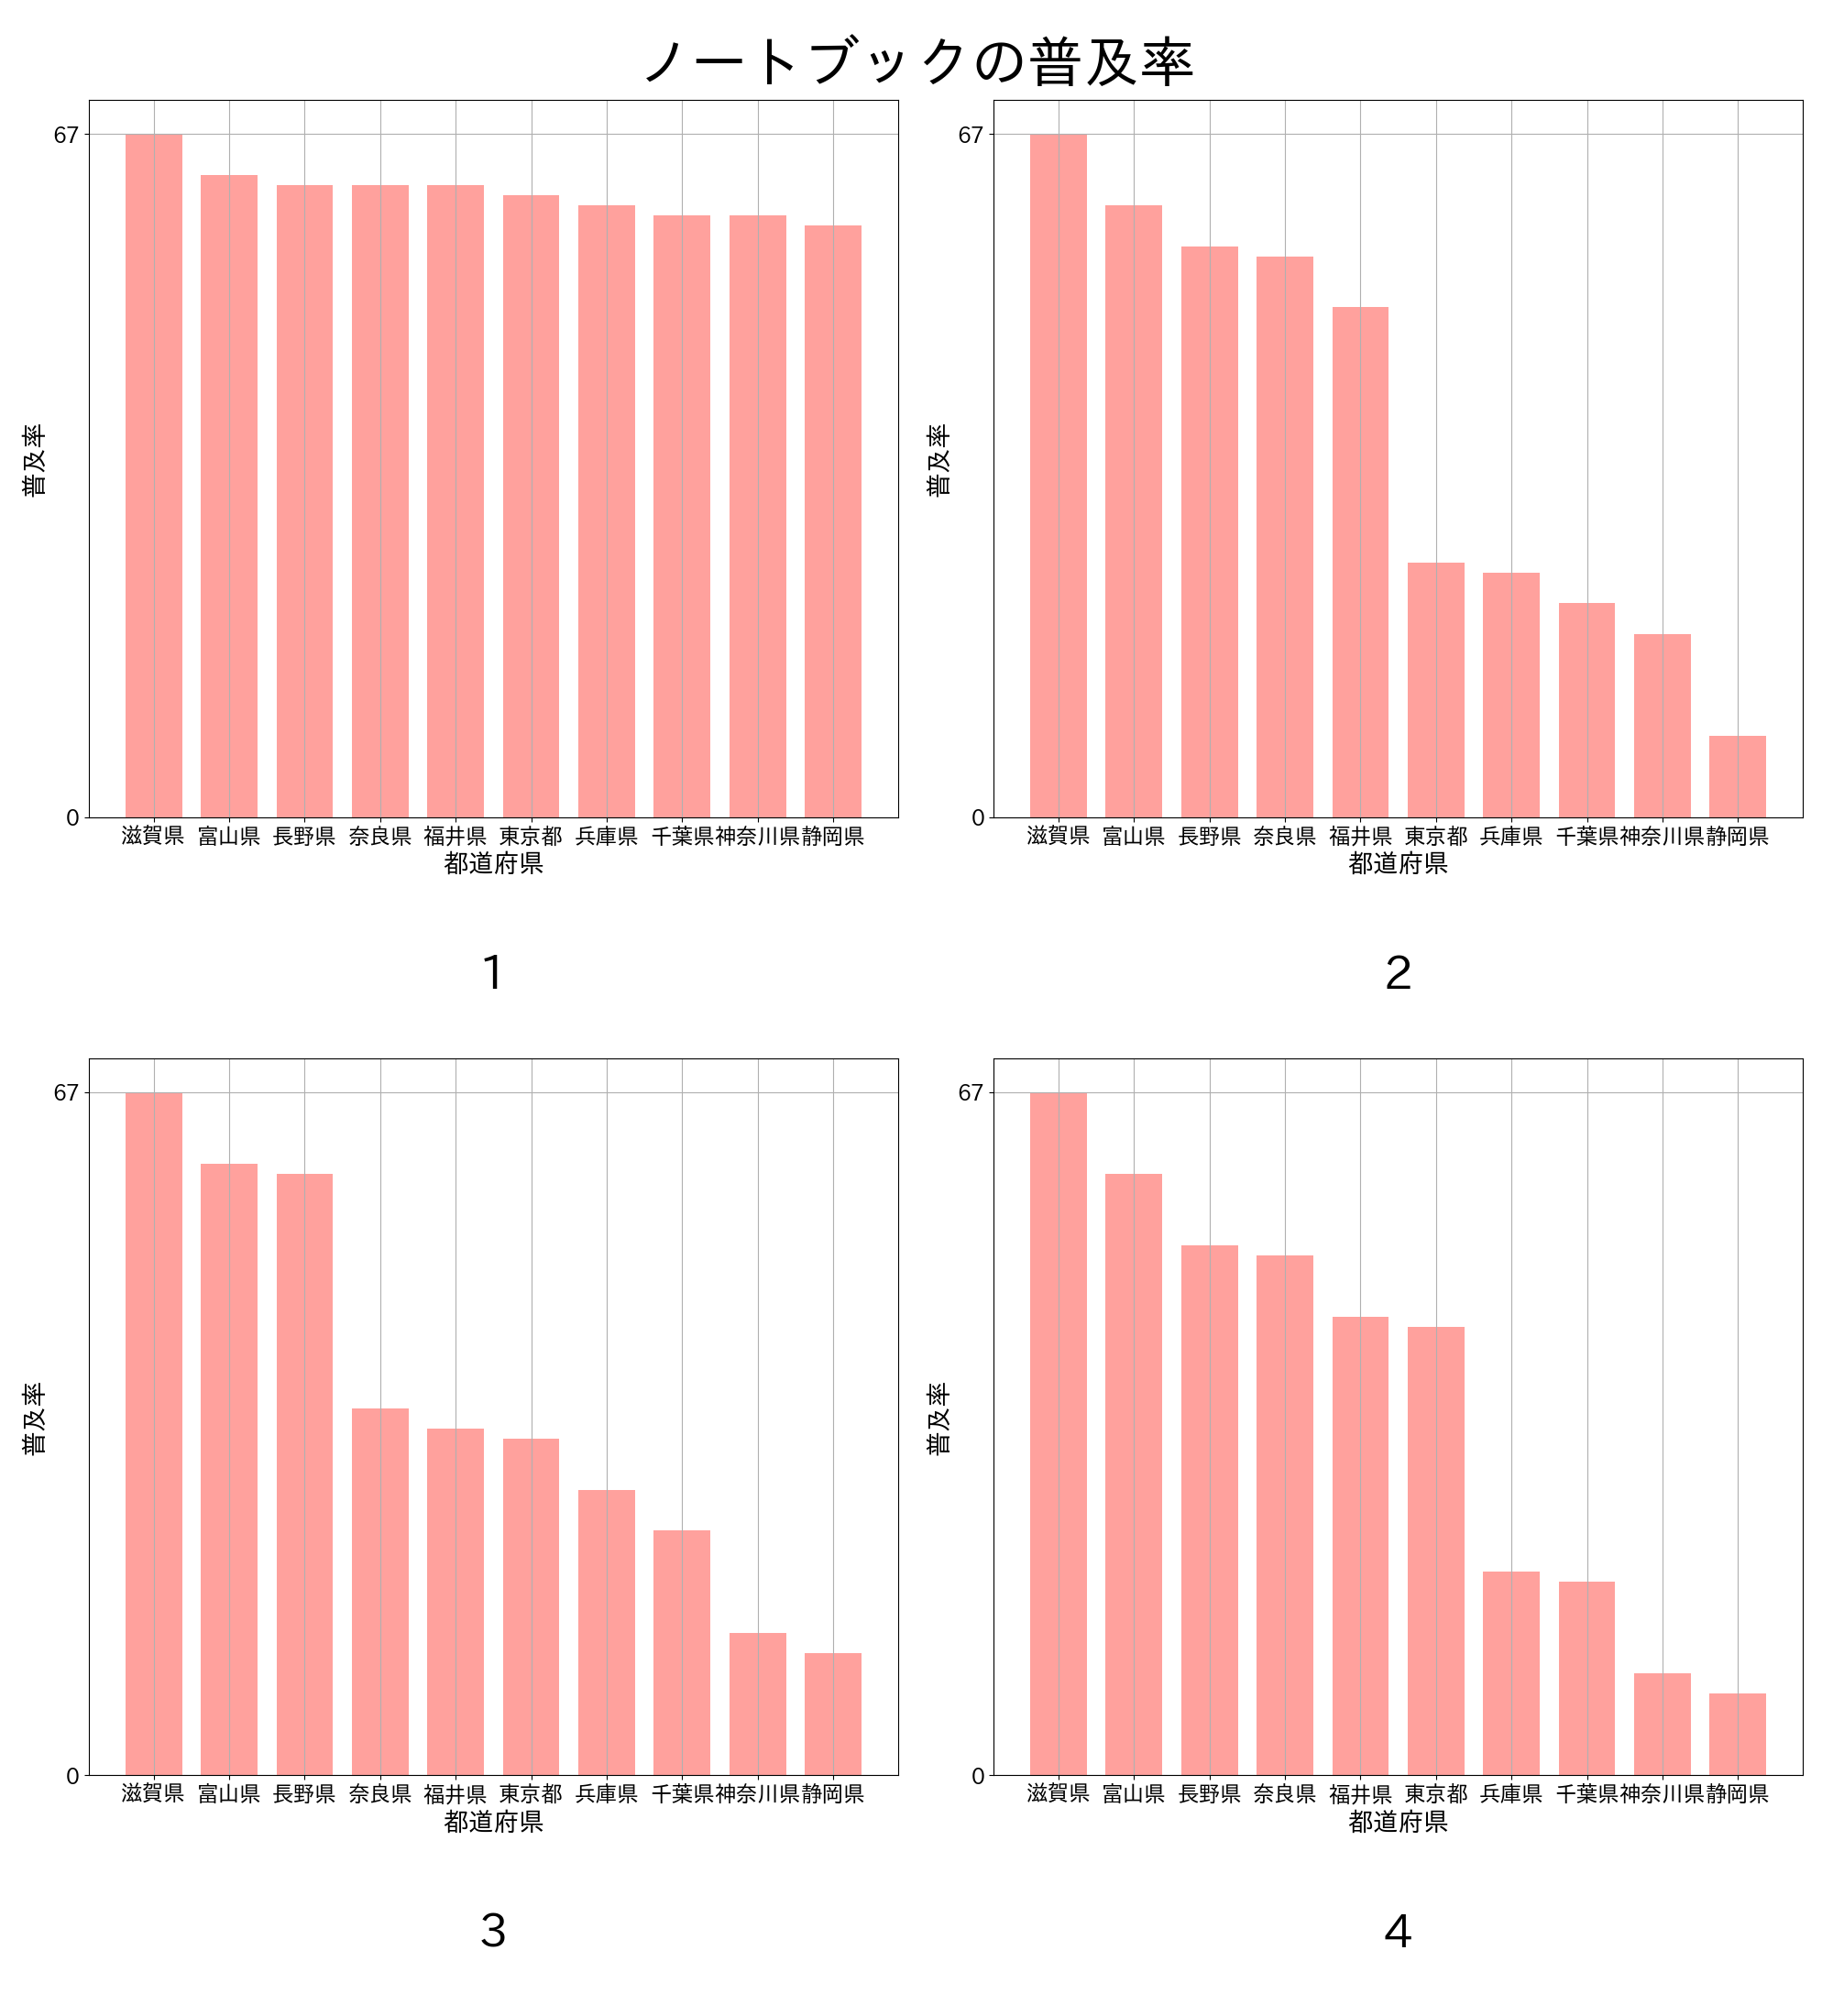 ノートブックの普及率
67
0
普及率
滋賀県 富山県 長野県 奈良県 福井県 東京都 兵庫県 千葉県 神奈川県 静岡県
都道府県
1
67
0
普及率
滋賀県 富山県 長野県 奈良県 福井県 東京都 兵庫県 千葉県 神奈川県 静岡県
都道府県
2
67
0
普及率
滋賀県 富山県 長野県 奈良県 福井県 東京都 兵庫県 千葉県 神奈川県 静岡県
都道府県
3
67
0
普及率
滋賀県 富山県 長野県 奈良県 福井県 東京都 兵庫県 千葉県 神奈川県 静岡県
都道府県
4